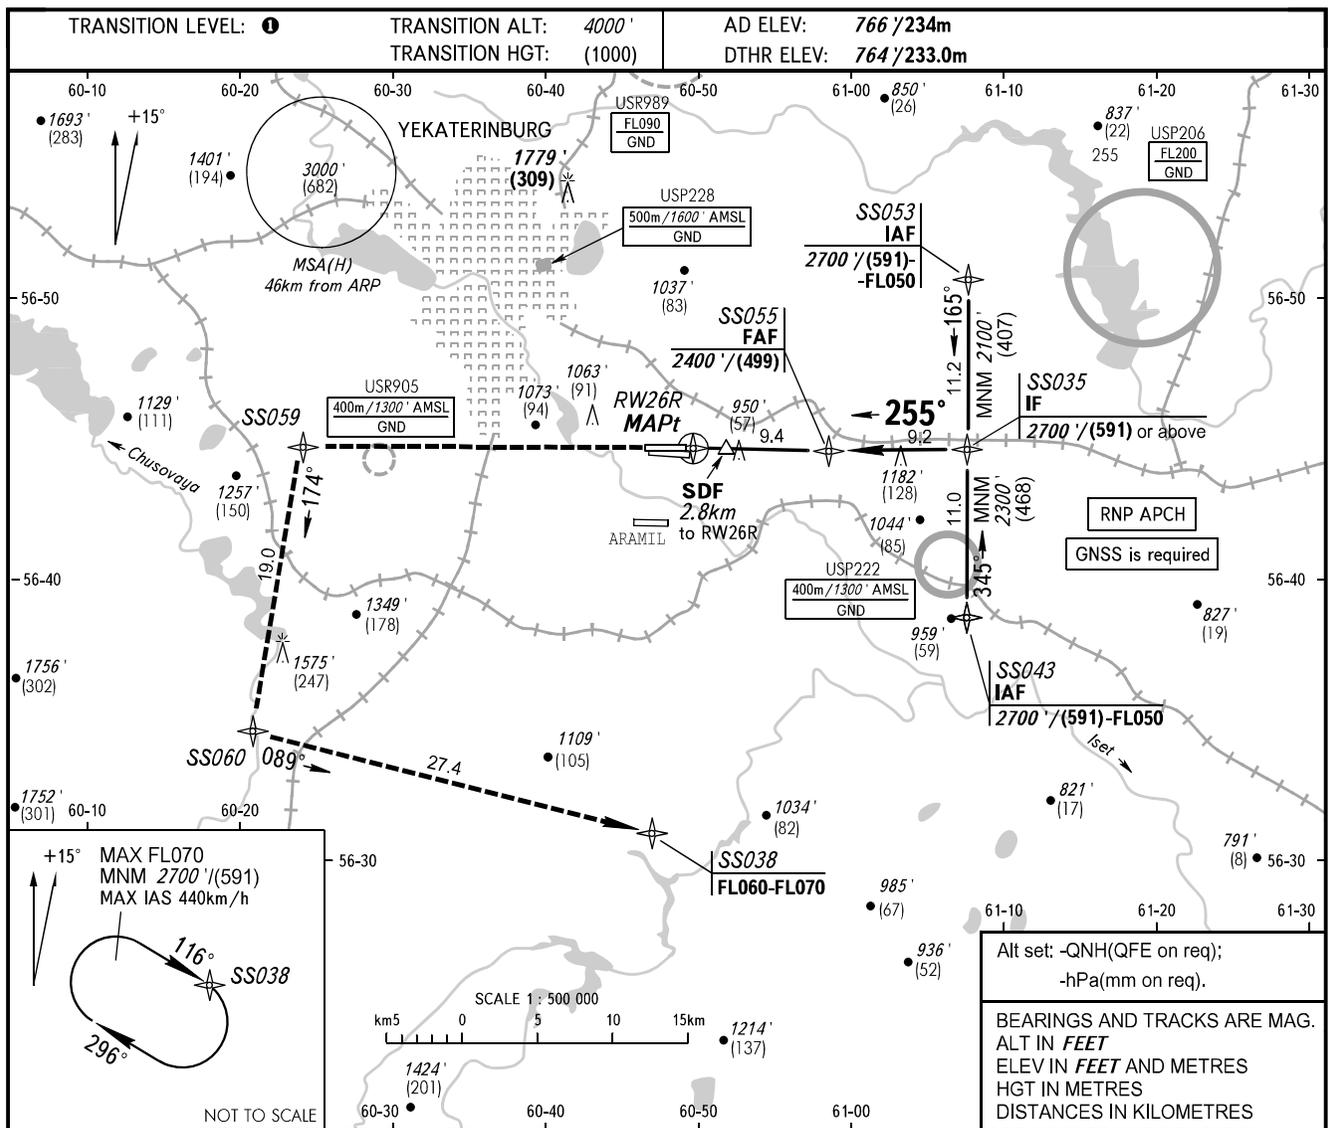 TRANSITION LEVEL: ❶
TRANSITION ALT: 4000 '
TRANSITION HGT: (1000)
AD ELEV: 766 '/234m
DTHR ELEV: 764 '/233.0m
60-10
60-20
60-30
60-40
60-50
61-00
61-10
61-20
61-30
1693 '
(283)
+15°
1401 '
(194)
3000 '
(682)
MSA(H)
46km from ARP
YEKATERINBURG
1779 '
(309)
USR989
FL090
GND
850 '
(26)
837 '
(22)
255
USP206
FL200
GND
USP228
500m/1600 ' AMSL
GND
1037 '
(83)
SS053
IAF
2700 '/(591)-
-FL050
56-50
56-50
165°
11.2
MNM 2100 '
(407)
SS055
FAF
2400 '/(499)
1129 '
(111)
SS059
USR905
400m/1300 ' AMSL
GND
1073 '
(94)
1063 '
(91)
RW26R
MAPt
950 '
(57)
9.4
255°
9.2
SS035
IF
2700 '/(591) or above
Chusovaya
1257 '
(150)
174°
19.0
SDF
2.8km
to RW26R
ARAMIL
1182 '
(128)
1044 '
(85)
11.0
MNM
2300 '
(468)
345°
RNP APCH
GNSS is required
56-40
56-40
USP222
400m/1300 ' AMSL
GND
1349 '
(178)
959 '
(59)
827 '
(19)
1756 '
(302)
1575 '
(247)
SS043
IAF
2700 '/(591)-FL050
SS060
089°
27.4
1109 '
(105)
Iset
1752 '
(301)
60-10
60-20
1034 '
(82)
821 '
(17)
791 '
(8)
56-30
56-30
+15°
MAX FL070
MNM 2700 '/(591)
MAX IAS 440km/h
116°
SS038
296°
NOT TO SCALE
SS038
FL060-FL070
985 '
(67)
61-10
61-20
61-30
936 '
(52)
SCALE 1 : 500 000
km5
0
5
10
15km
1214 '
(137)
1424 '
(201)
60-30
60-40
60-50
61-00
Alt set: -QNH(QFE on req);
-hPa(mm on req).
BEARINGS AND TRACKS ARE MAG.
ALT IN FEET
ELEV IN FEET AND METRES
HGT IN METRES
DISTANCES IN KILOMETRES